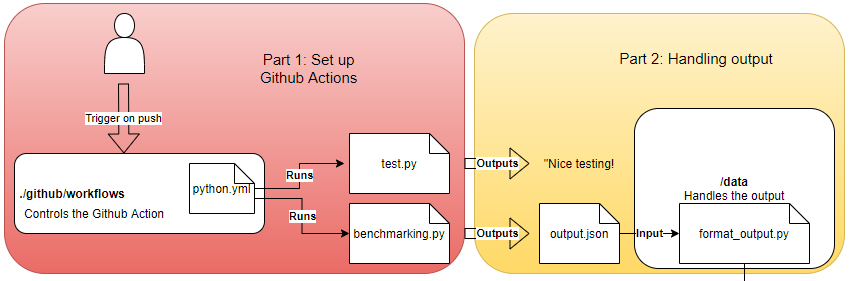 Part 1: Set up
Github Actions
Part 2: Handling output
Trigger on push
./github/workflows
Controls the Github Action
python.yml
Runs
Runs
test.py
benchmarking.py
Outputs
Outputs
"Nice testing!
output.json
Input
/data
Handles the output
format_output.py